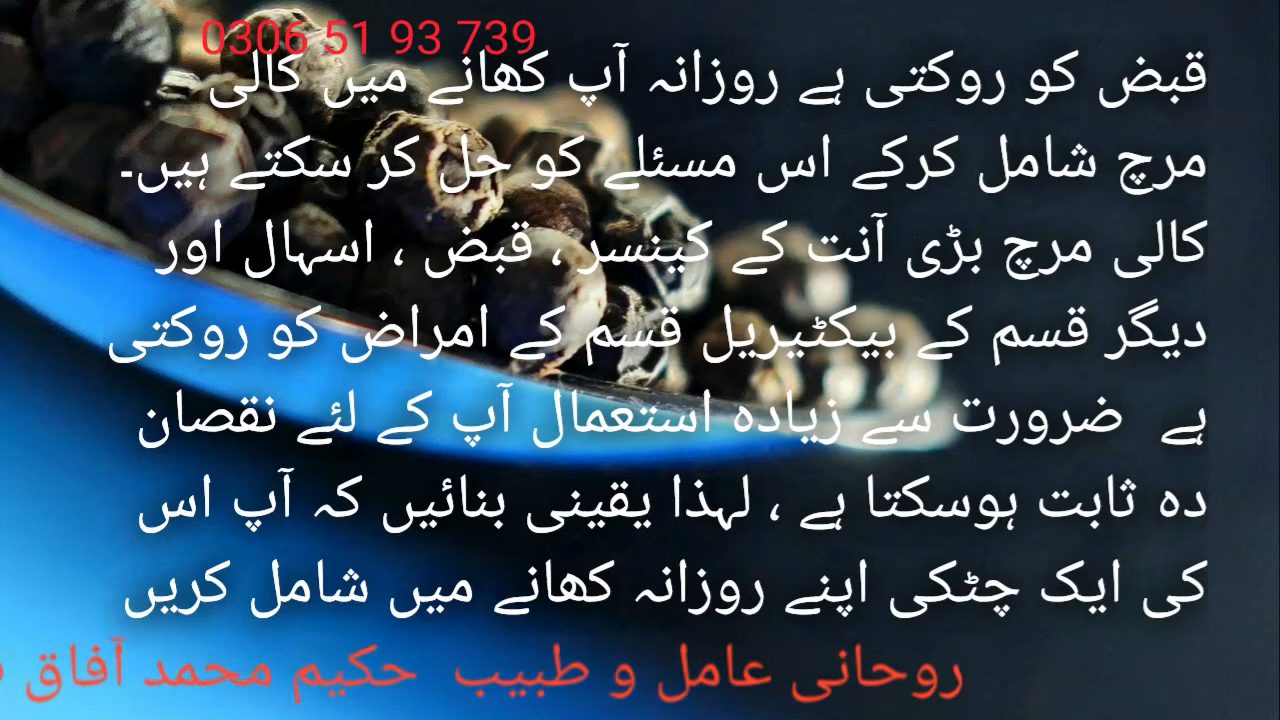 0306 51 93 739
قبض کو روکتی ہے روزانہ آپ کھانے میں کالی
مرچ شامل کرکے اس مسئلے کو حل کر سکتے ہیں۔
کالی مرچ بڑی آنت کے کینسر ، قبض ، اسہال اور
دیگر قسم کے بیکٹیریل قسم کے امراض کو روکتی
ہے ضرورت سے زیادہ استعمال آپ کے لئے نقصان
دہ ثابت ہوسکتا ہے ، لہذا یقینی بنائیں کہ آپ اس
کی ایک چٹکی اپنے روزانہ کھانے میں شامل کریں
روحانی عامل و طبیب حکیم محمد آفاق